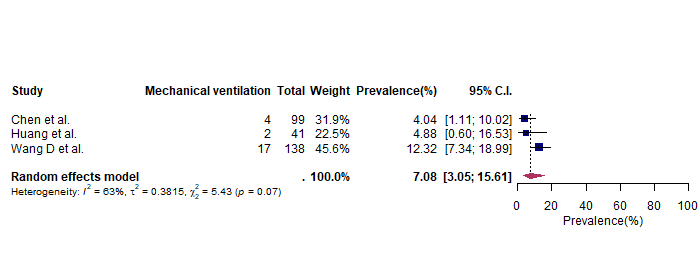 Study Mechanical ventilation Total Weight Prevalence(%) 95% C.I.
Chen et al. 4 99 31.9% 4.04 [1.11; 10.02]
Huang et al. 2 41 22.5% 4.88 [0.60; 16.53]
Wang D et al. 17 138 45.6% 12.32 [7.34; 18.99]
Random effects model . 100.0% 7.08 [3.05; 15.61]
Heterogeneity: I² = 63%, τ² = 0.3815, χ²₂ = 5.43 (p = 0.07)
0 20 40 60 80 100
Prevalence(%)